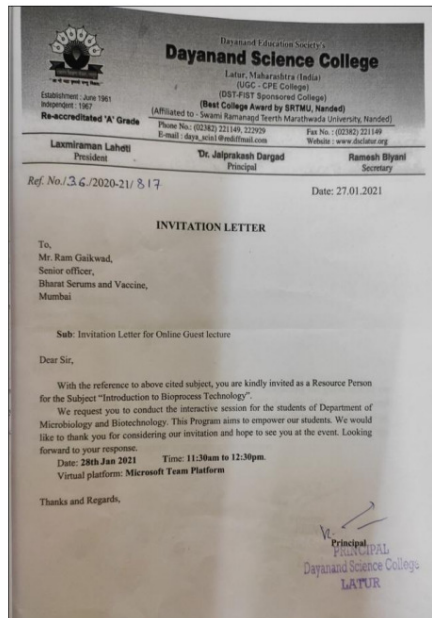 Dayanand Education Society's
Dayanand Science College
Latur, Maharashtra (India)
(UGC - CPE College)
(DST-FIST Sponsored College)
(Best College Award by SRTMU, Nanded)
(Affiliated to - Swami Ramanand Teerth Marathwada University, Nanded)
Establishment : June 1961
Independent : 1967
Re-accreditated 'A' Grade
Phone No.: (02382) 221149, 222929
Fax No. : (02382) 221149
E-mail : daya_scin1@rediffmail.com
Website : www.dsclatur.org
Laxmiraman Lahoti
President
Dr. Jaiprakash Dargad
Principal
Ramesh Biyani
Secretary
Ref. No./36/2020-21/817
Date: 27.01.2021
INVITATION LETTER
To,
Mr. Ram Gaikwad,
Senior officer,
Bharat Serums and Vaccine,
Mumbai
Sub: Invitation Letter for Online Guest lecture
Dear Sir,
With the reference to above cited subject, you are kindly invited as a Resource Person
for the Subject "Introduction to Bioprocess Technology".
We request you to conduct the interactive session for the students of Department of
Microbiology and Biotechnology. This Program aims to empower our students. We would
like to thank you for considering our invitation and hope to see you at the event. Looking
forward to your response.
Date: 28th Jan 2021 Time: 11:30am to 12:30pm.
Virtual platform: Microsoft Team Platform
Thanks and Regards,
Principal
PRINCIPAL
Dayanand Science College
LATUR